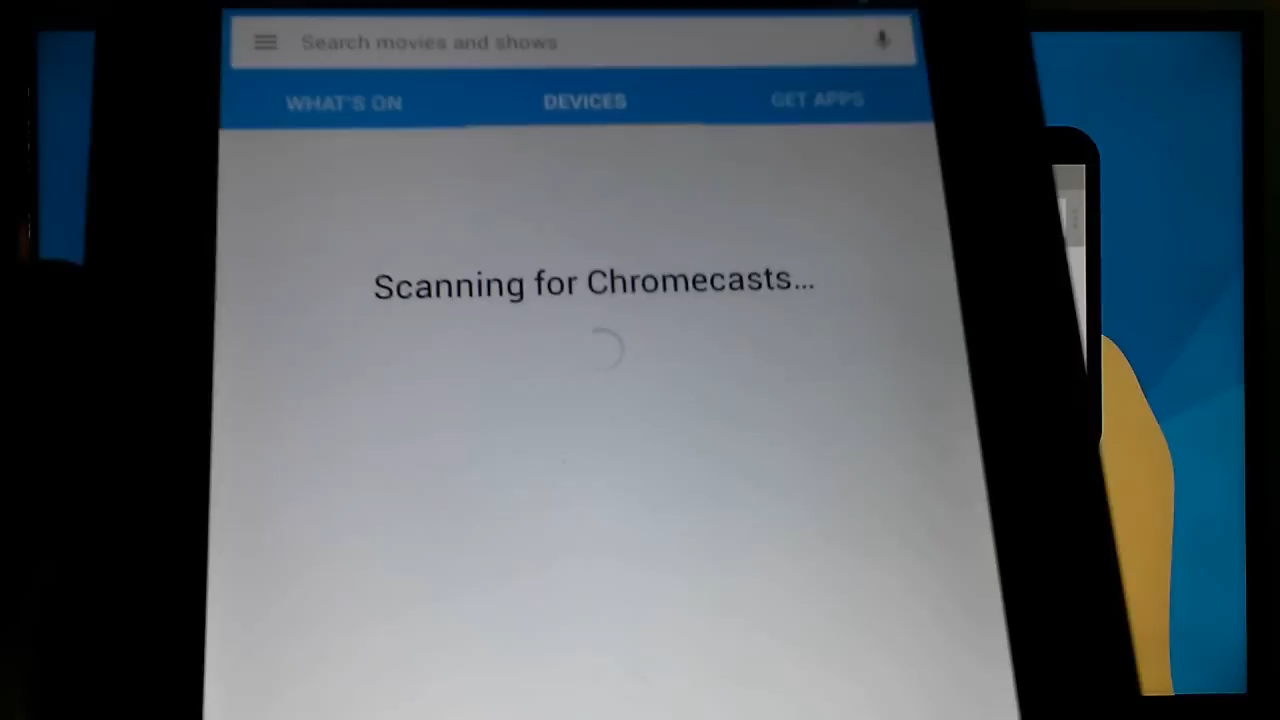 Search movies and shows
WHAT'S ON
DEVICES
GET APPS
Scanning for Chromecasts...